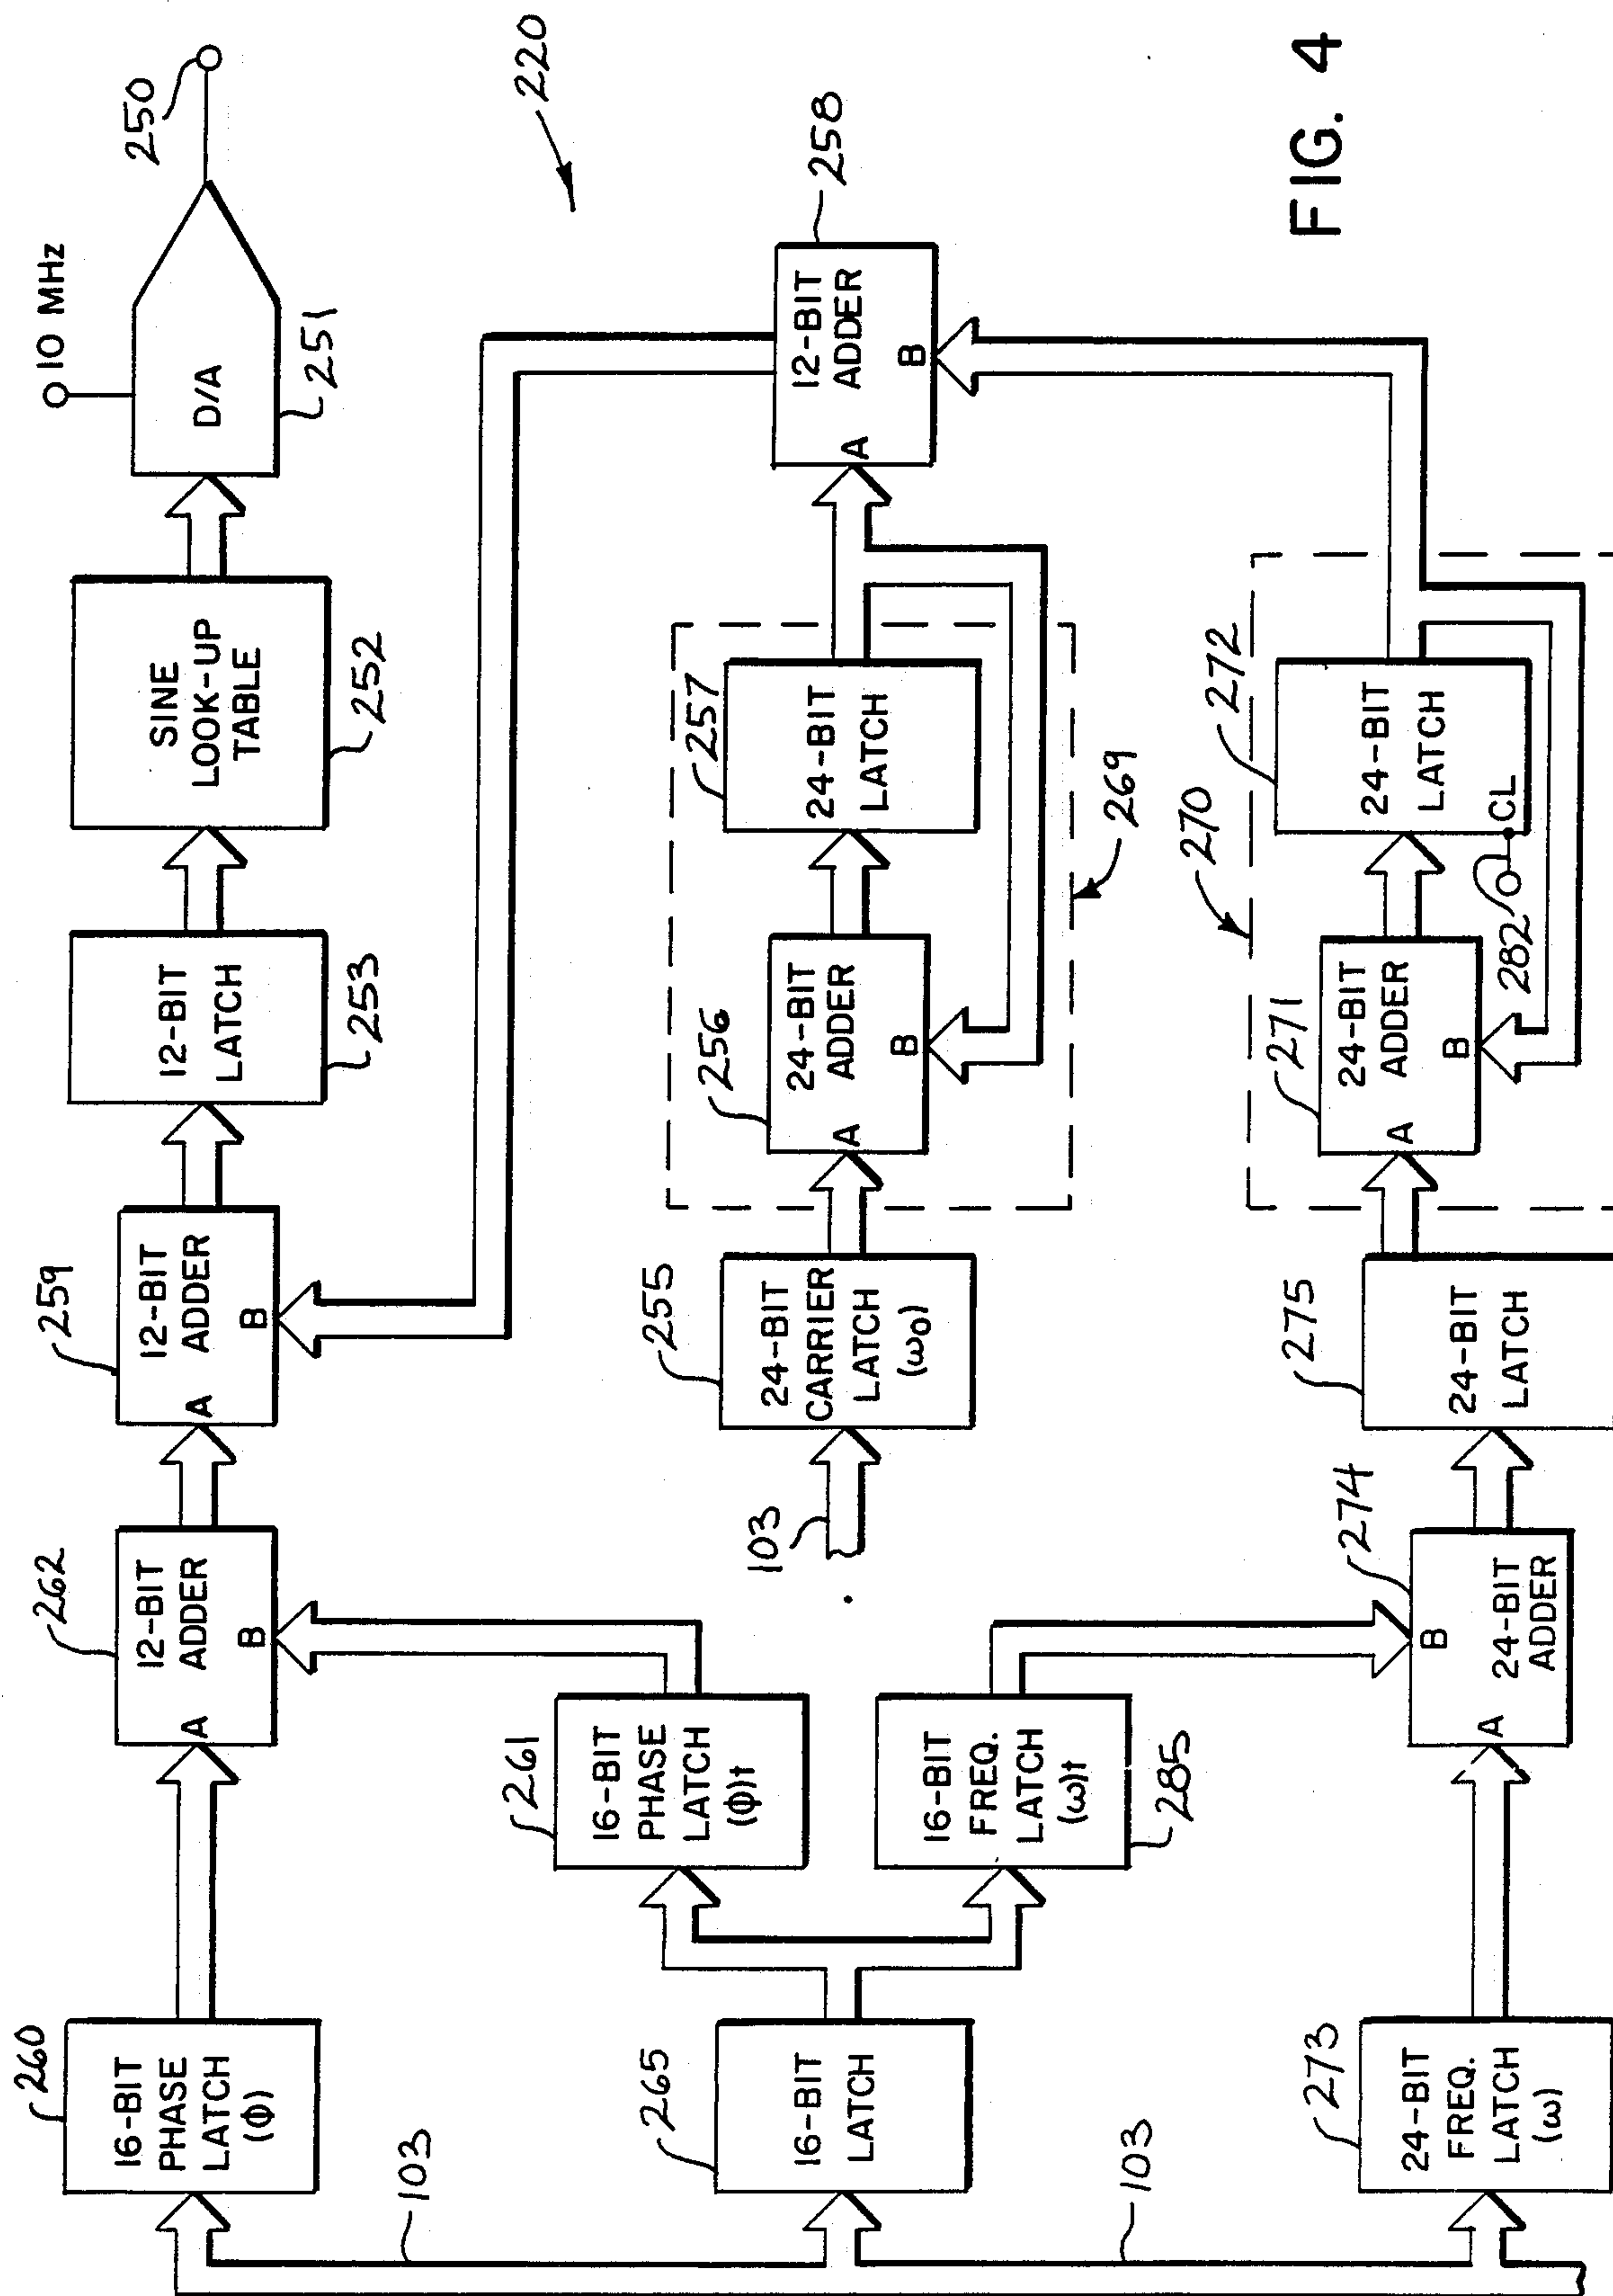 10 MHz
250
D/A
251
SINE
LOOK-UP
TABLE
252
12-BIT
LATCH
253
259
12-BIT
ADDER
A
B
262
12-BIT
ADDER
A
B
260
16-BIT
PHASE
LATCH
(Φ)
103
220
258
12-BIT
ADDER
A
B
257
24-BIT
LATCH
256
24-BIT
ADDER
A
B
269
255
24-BIT
CARRIER
LATCH
(ω0)
103
261
16-BIT
PHASE
LATCH
(Φ)t
16-BIT
FREQ.
LATCH
(ω)t
285
265
16-BIT
LATCH
103
270
272
24-BIT
LATCH
CL
282
271
24-BIT
ADDER
A
B
275
24-BIT
LATCH
274
24-BIT
ADDER
A
B
273
24-BIT
FREQ.
LATCH
(ω)
FIG. 4